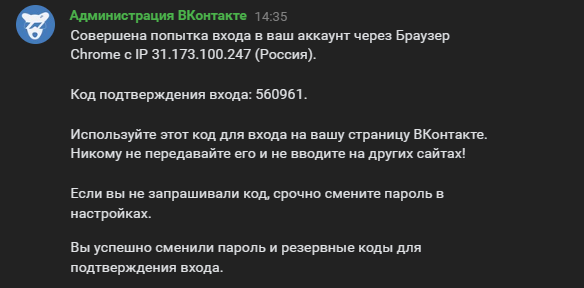 Администрация ВКонтакте 14:35
Совершена попытка входа в ваш аккаунт через Браузер
Chrome с IP 31.173.100.247 (Россия).
Код подтверждения входа: 560961.
Используйте этот код для входа на вашу страницу ВКонтакте.
Никому не передавайте его и не вводите на других сайтах!
Если вы не запрашивали код, срочно смените пароль в
настройках.
Вы успешно сменили пароль и резервные коды для
подтверждения входа.